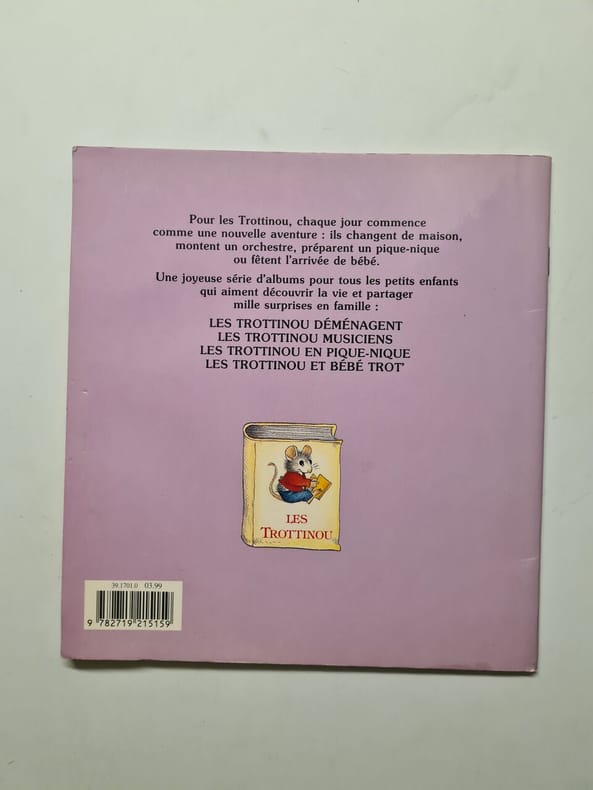 Pour les Trottinou, chaque jour commence
comme une nouvelle aventure : ils changent de maison,
montent un orchestre, préparent un pique-nique
ou fêtent l'arrivée de bébé.
Une joyeuse série d'albums pour tous les petits enfants
qui aiment découvrir la vie et partager
mille surprises en famille :
LES TROTTINOU DÉMÉNAGENT
LES TROTTINOU MUSICIENS
LES TROTTINOU EN PIQUE-NIQUE
LES TROTTINOU ET BÉBÉ TROT'
LES
TROTTINOU
39.1701.0 03.99
9 782719 215159